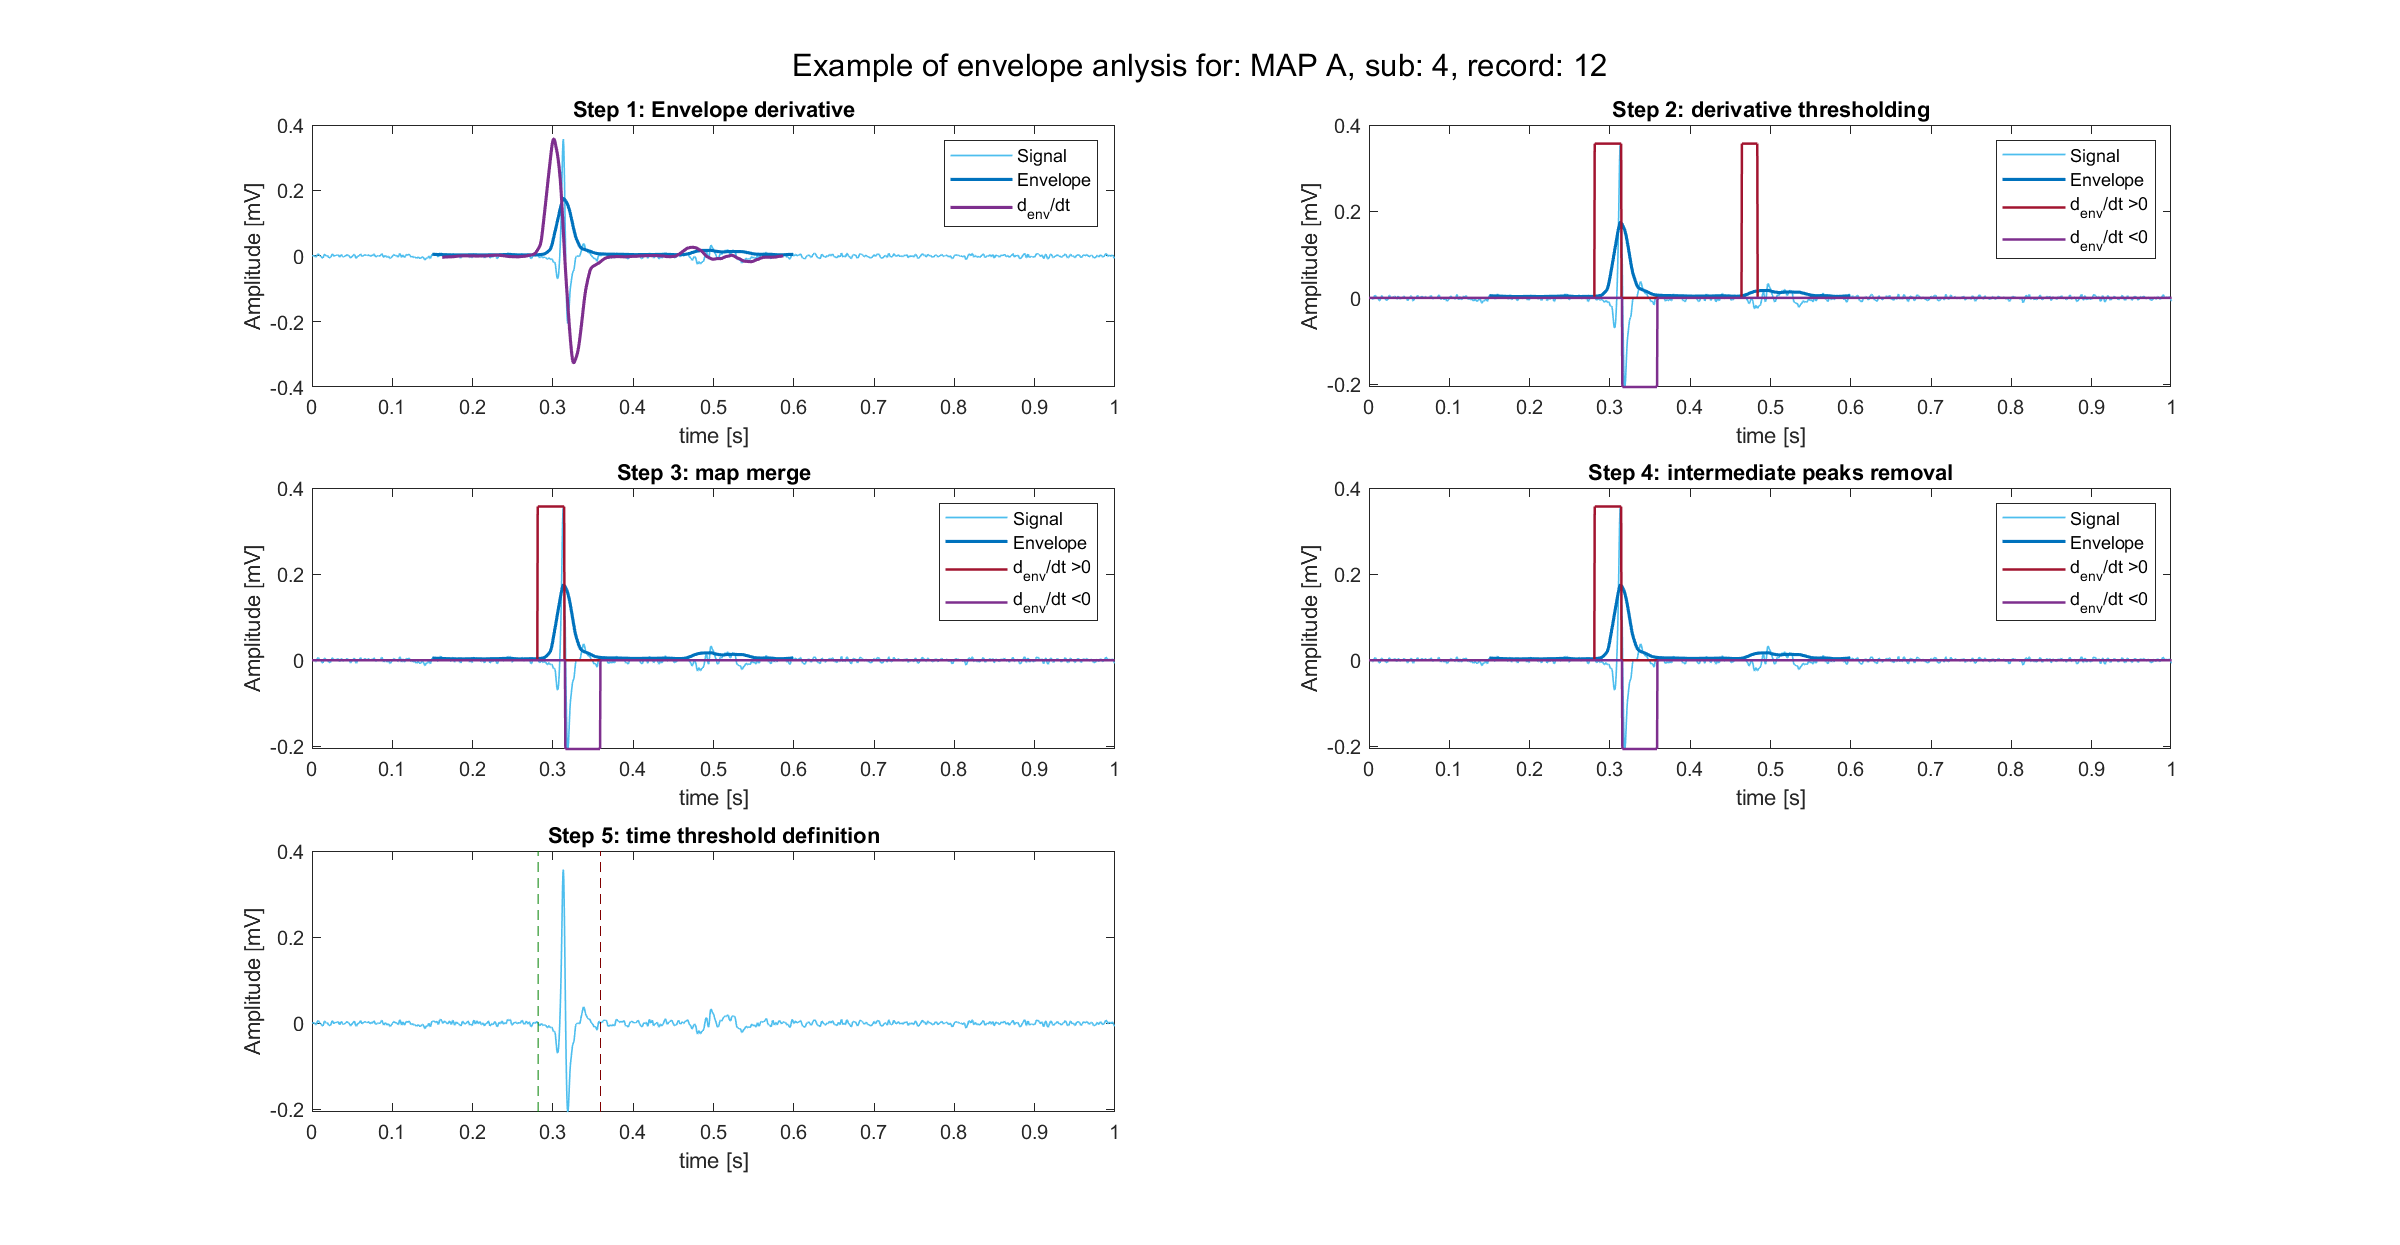 Example of envelope anlysis for: MAP A, sub: 4, record: 12
Step 1: Envelope derivative
0.4
0.2
0
-0.2
-0.4
Amplitude [mV]
0 0.1 0.2 0.3 0.4 0.5 0.6 0.7 0.8 0.9 1
time [s]
Signal
Envelope
d_env/dt
Step 2: derivative thresholding
0.4
0.2
0
-0.2
Amplitude [mV]
0 0.1 0.2 0.3 0.4 0.5 0.6 0.7 0.8 0.9 1
time [s]
Signal
Envelope
d_env/dt >0
d_env/dt <0
Step 3: map merge
0.4
0.2
0
-0.2
Amplitude [mV]
0 0.1 0.2 0.3 0.4 0.5 0.6 0.7 0.8 0.9 1
time [s]
Signal
Envelope
d_env/dt >0
d_env/dt <0
Step 4: intermediate peaks removal
0.4
0.2
0
-0.2
Amplitude [mV]
0 0.1 0.2 0.3 0.4 0.5 0.6 0.7 0.8 0.9 1
time [s]
Signal
Envelope
d_env/dt >0
d_env/dt <0
Step 5: time threshold definition
0.4
0.2
0
-0.2
Amplitude [mV]
0 0.1 0.2 0.3 0.4 0.5 0.6 0.7 0.8 0.9 1
time [s]